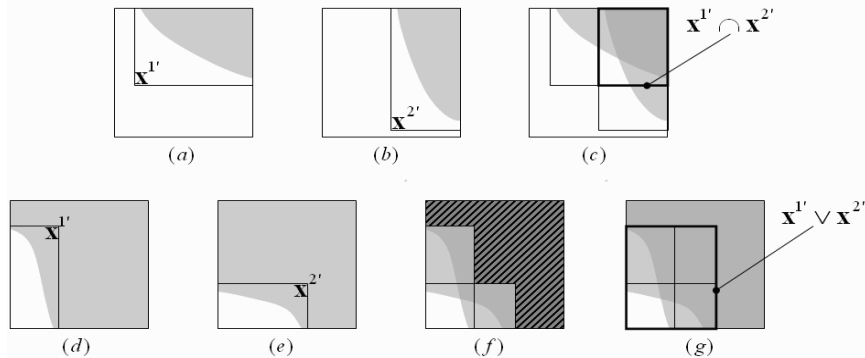 x¹′
x²′
x¹′ ∩ x²′
(a)
(b)
(c)
x¹′
x²′
x¹′ ∨ x²′
(d)
(e)
(f)
(g)